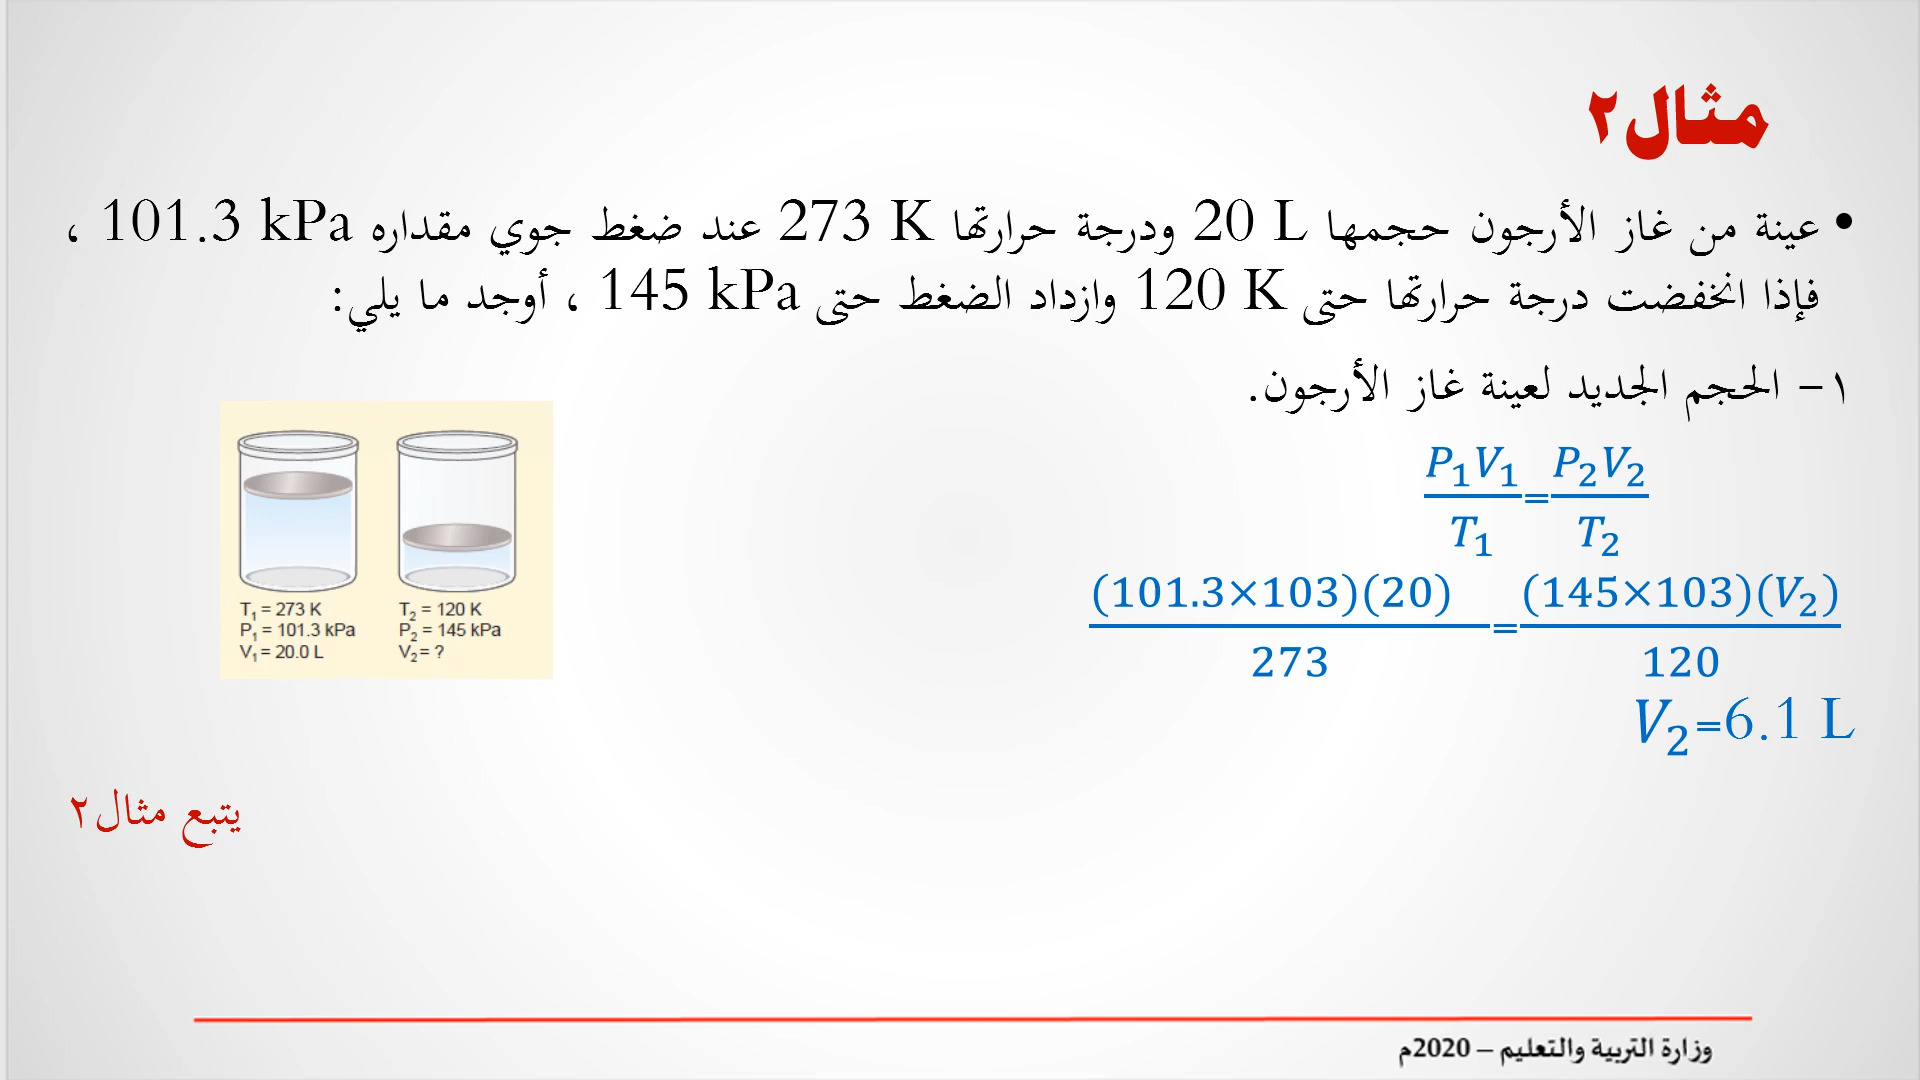 مثال٢
• عينة من غاز الأرجون حجمها 20 L ودرجة حرارتها 273 K عند ضغط جوي مقداره 101.3 kPa ،
فإذا انخفضت درجة حرارتها حتى 120 K وازداد الضغط حتى 145 kPa ، أوجد ما يلي:
١- الحجم الجديد لعينة غاز الأرجون.
P₁V₁/T₁=P₂V₂/T₂
(101.3×103)(20)/273=(145×103)(V₂)/120
V₂=6.1 L
T₁ = 273 K
P₁ = 101.3 kPa
V₁ = 20.0 L
T₂ = 120 K
P₂ = 145 kPa
V₂ = ?
يتبع مثال٢
وزارة التربية والتعليم – 2020م